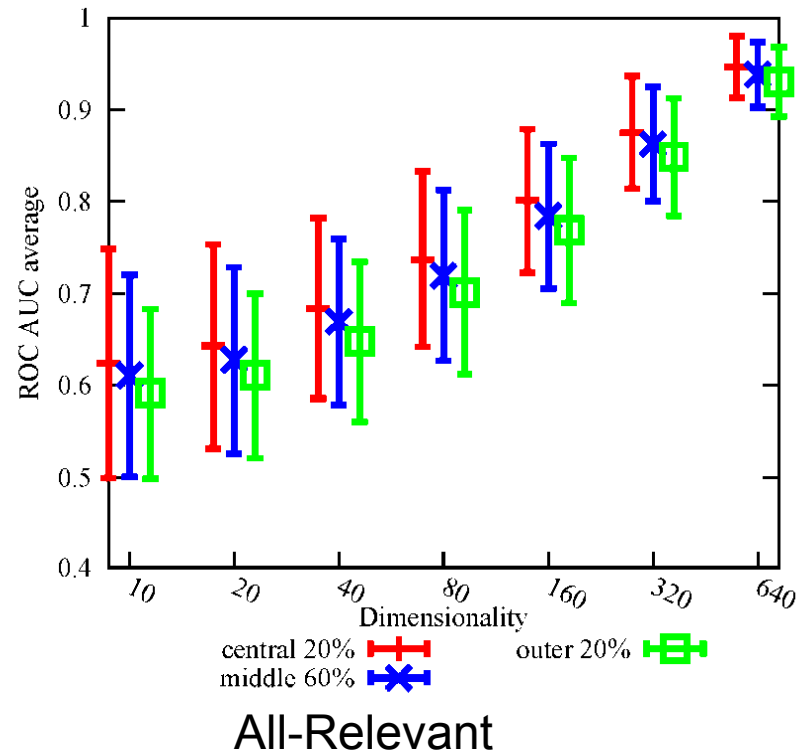 1
0.9
0.8
0.7
0.6
0.5
0.4
ROC AUC average
10 20 40 80 160 320 640
Dimensionality
central 20% outer 20%
middle 60%
All-Relevant